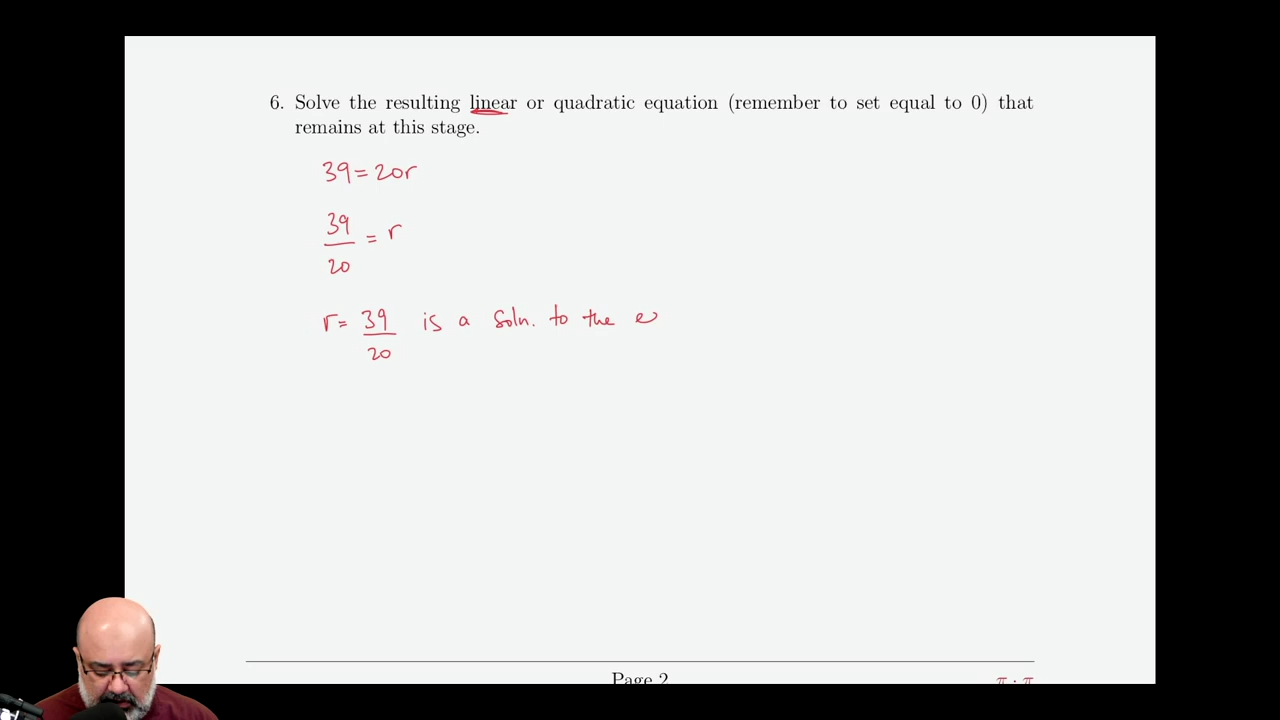 6. Solve the resulting linear or quadratic equation (remember to set equal to 0) that
remains at this stage.
39 = 20r
39
20
= r
r = 39
20
is a soln. to the e
Page 2
π · π